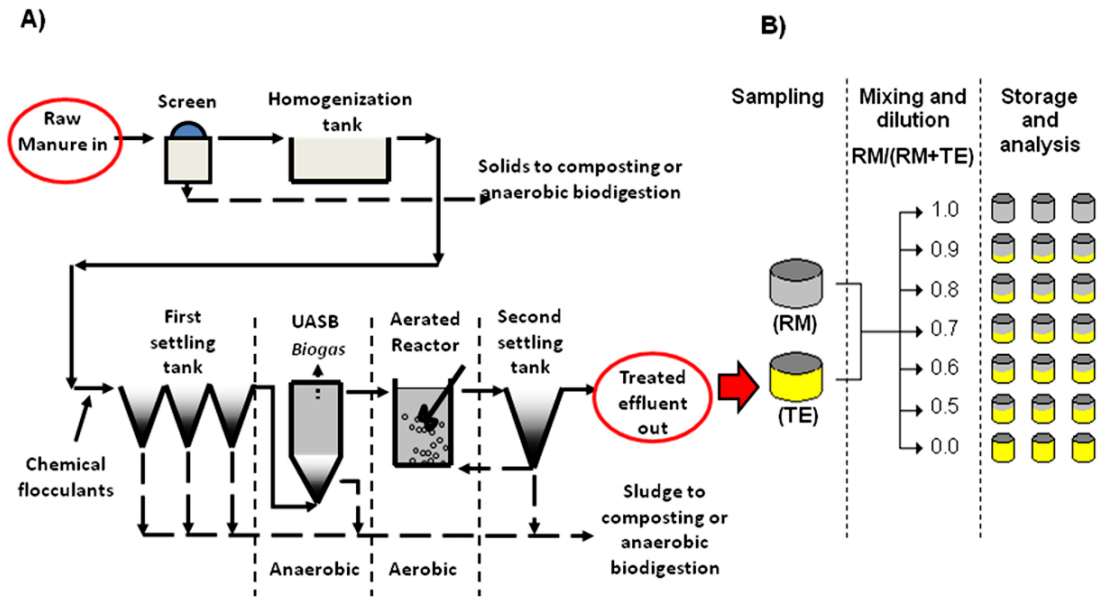 A)
Raw
Manure in
Screen
Homogenization
tank
Solids to composting or
anaerobic biodigestion
First
settling
tank
UASB
Biogas
Aerated
Reactor
Second
settling
tank
Treated
effluent
out
Chemical
flocculants
Sludge to
composting or
anaerobic
biodigestion
Anaerobic
Aerobic
B)
Sampling
Mixing and
dilution
RM/(RM+TE)
Storage
and
analysis
(RM)
(TE)
1.0
0.9
0.8
0.7
0.6
0.5
0.0